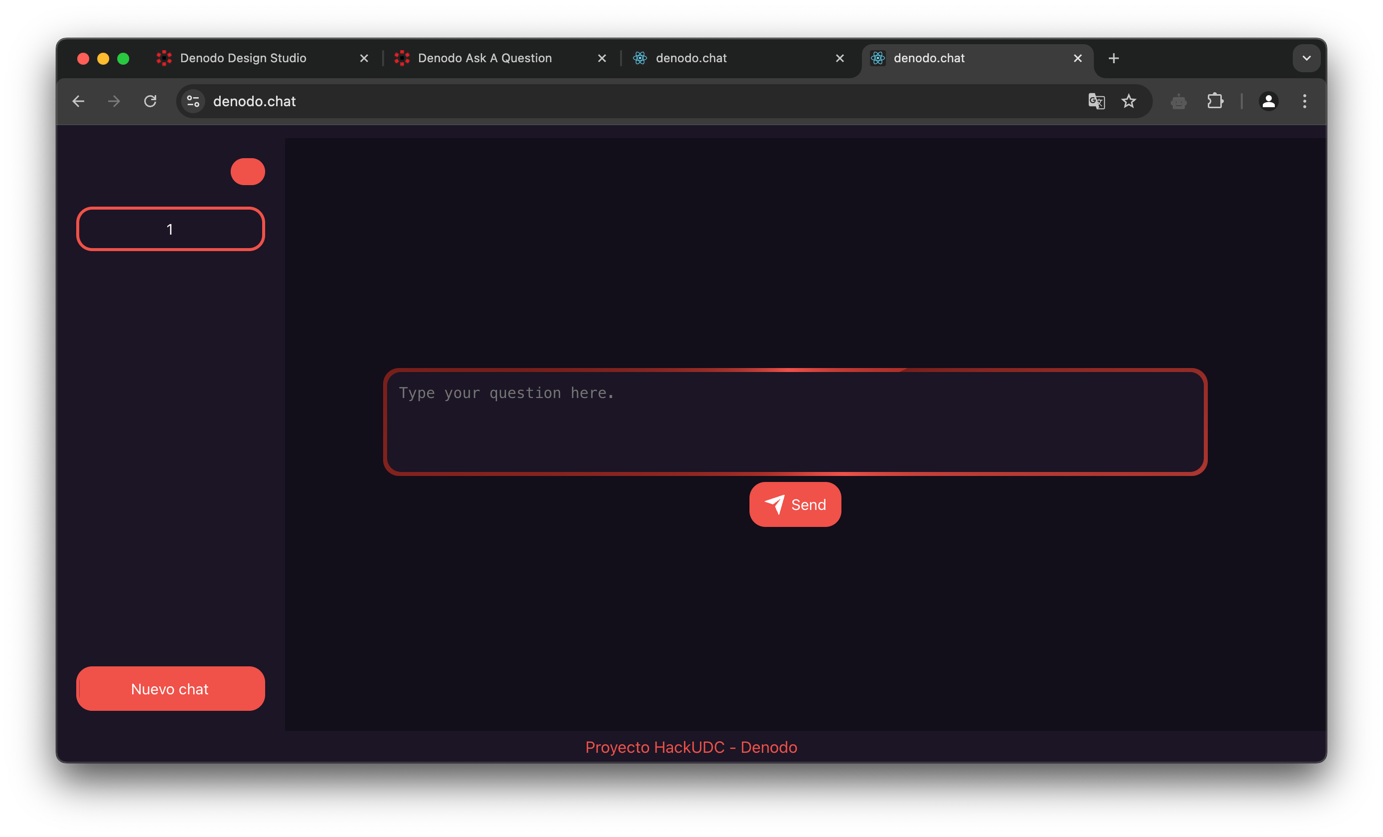 Denodo Design Studio
Denodo Ask A Question
denodo.chat
denodo.chat
denodo.chat
1
Type your question here.
Send
Nuevo chat
Proyecto HackUDC - Denodo